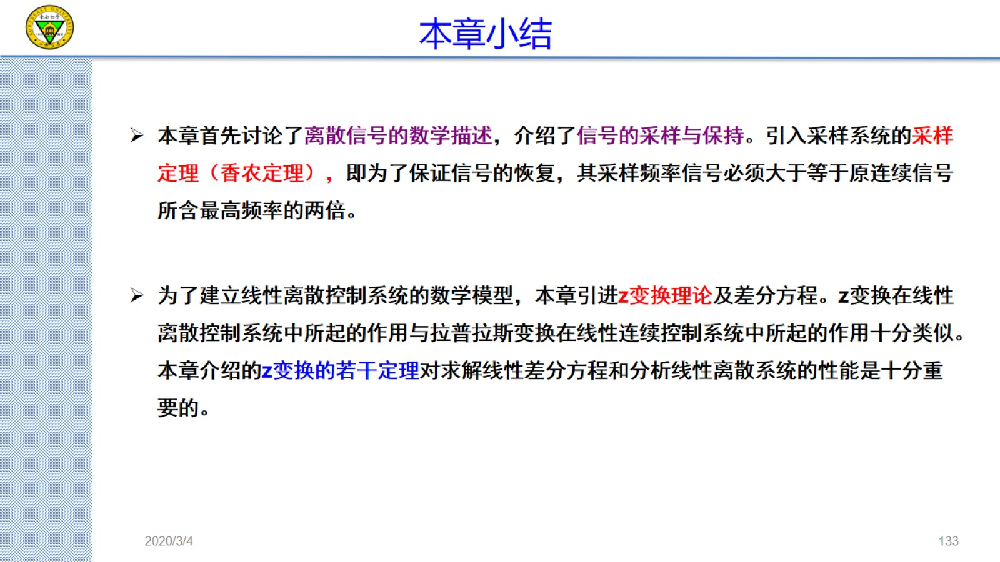 本章小结
SOUTHEAST UNIVERSITY
➢ 本章首先讨论了离散信号的数学描述，介绍了信号的采样与保持。引入采样系统的采样
定理（香农定理），即为了保证信号的恢复，其采样频率信号必须大于等于原连续信号
所含最高频率的两倍。
➢ 为了建立线性离散控制系统的数学模型，本章引进z变换理论及差分方程。z变换在线性
离散控制系统中所起的作用与拉普拉斯变换在线性连续控制系统中所起的作用十分类似。
本章介绍的z变换的若干定理对求解线性差分方程和分析线性离散系统的性能是十分重
要的。
2020/3/4
133